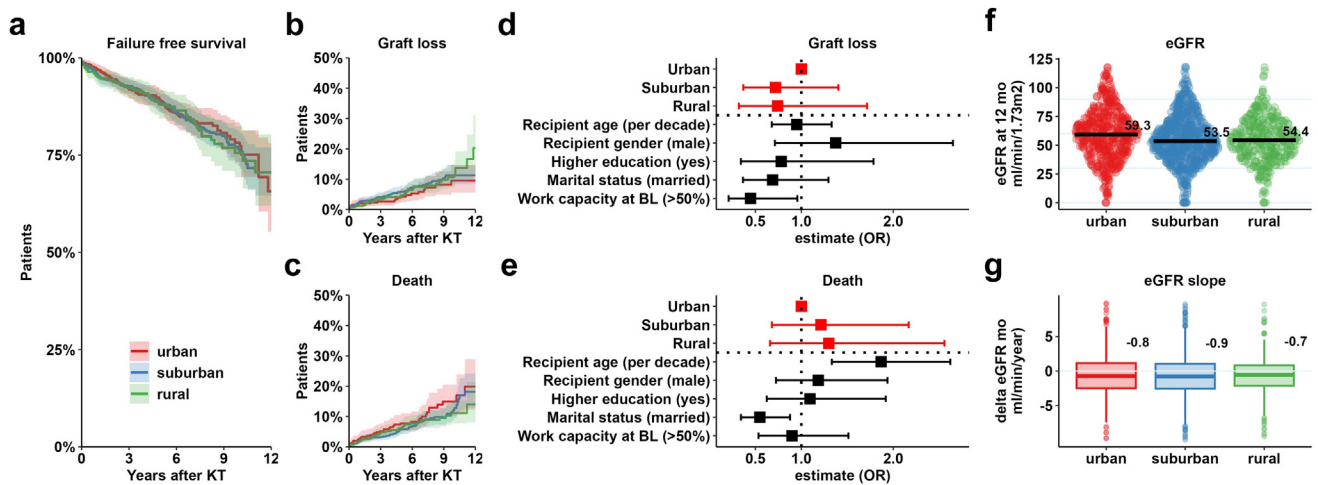 a
Failure free survival
100%
75%
50%
25%
0%
Patients
urban
suburban
rural
0 3 6 9 12
Years after KT
b
Graft loss
50%
40%
30%
20%
10%
0%
Patients
0 3 6 9 12
Years after KT
c
Death
50%
40%
30%
20%
10%
0%
Patients
0 3 6 9 12
Years after KT
d
Graft loss
Urban
Suburban
Rural
Recipient age (per decade)
Recipient gender (male)
Higher education (yes)
Marital status (married)
Work capacity at BL (>50%)
0.5 1.0 2.0
estimate (OR)
e
Death
Urban
Suburban
Rural
Recipient age (per decade)
Recipient gender (male)
Higher education (yes)
Marital status (married)
Work capacity at BL (>50%)
0.5 1.0 2.0
estimate (OR)
f
eGFR
eGFR at 12 mo
ml/min/1.73m2)
125
100
75
50
25
0
59.3
53.5
54.4
urban suburban rural
g
eGFR slope
delta eGFR mo
ml/min/year)
5
0
-5
-0.8
-0.9
-0.7
urban suburban rural